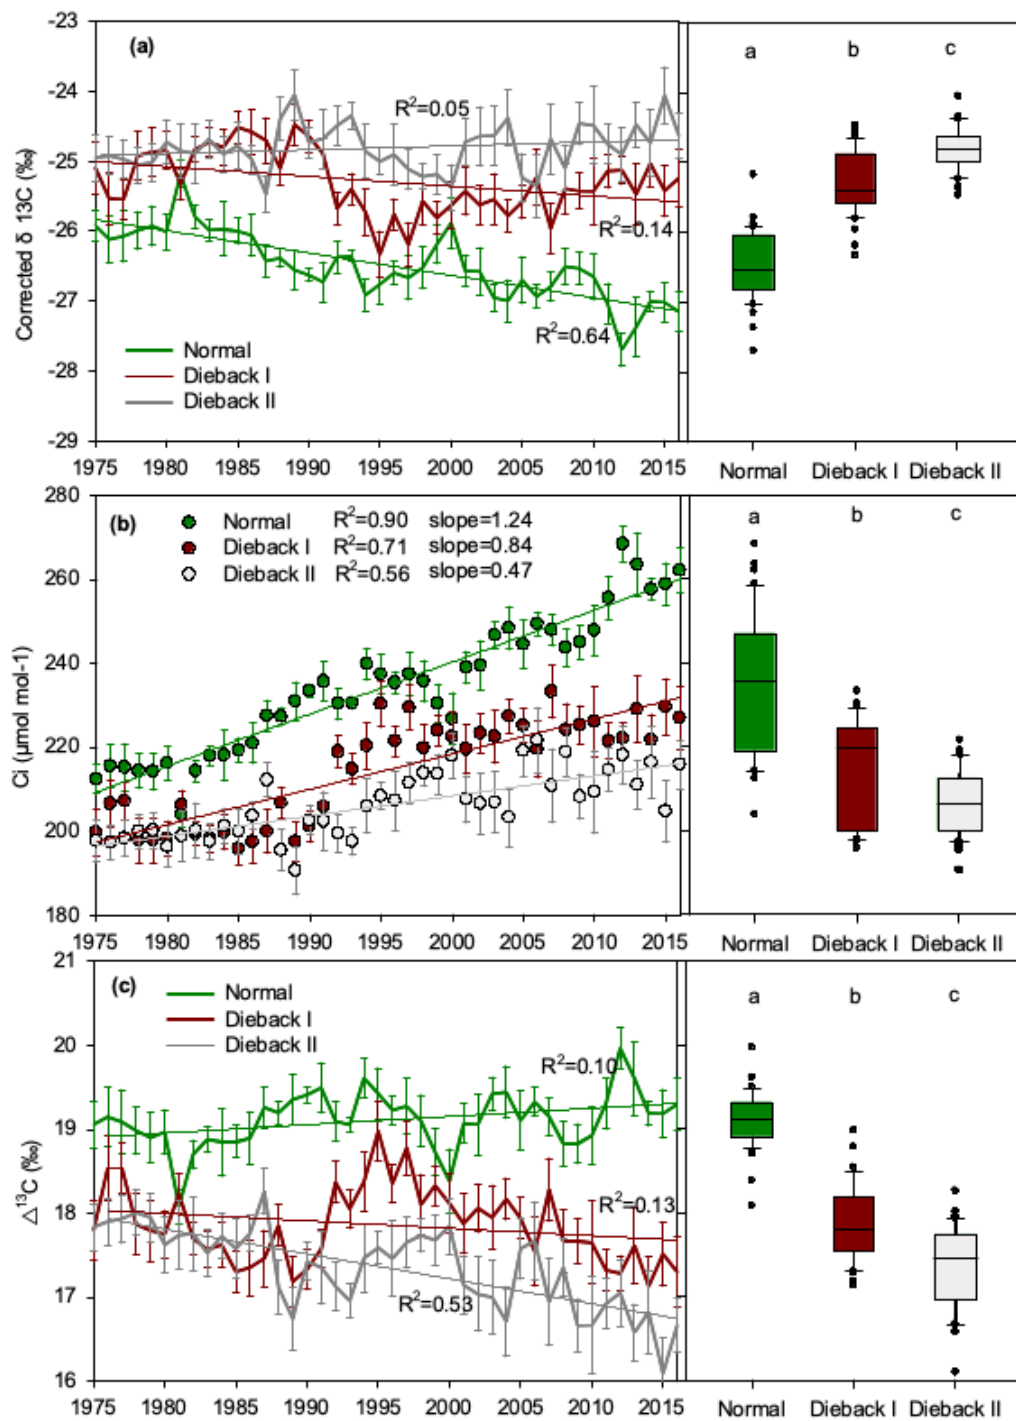 (a)
Corrected δ 13C (‰)
-23
-24
-25
-26
-27
-28
-29
R²=0.05
R²=0.14
R²=0.64
Normal
Dieback I
Dieback II
1975 1980 1985 1990 1995 2000 2005 2010 2015
a b c
Normal Dieback I Dieback II
(b)
Ci (µmol mol-1)
280
260
240
220
200
180
Normal R²=0.90 slope=1.24
Dieback I R²=0.71 slope=0.84
Dieback II R²=0.56 slope=0.47
1975 1980 1985 1990 1995 2000 2005 2010 2015
a b c
Normal Dieback I Dieback II
(c)
△¹³C (‰)
21
20
19
18
17
16
Normal
Dieback I
Dieback II
R²=0.10
R²=0.13
R²=0.53
1975 1980 1985 1990 1995 2000 2005 2010 2015
a b c
Normal Dieback I Dieback II